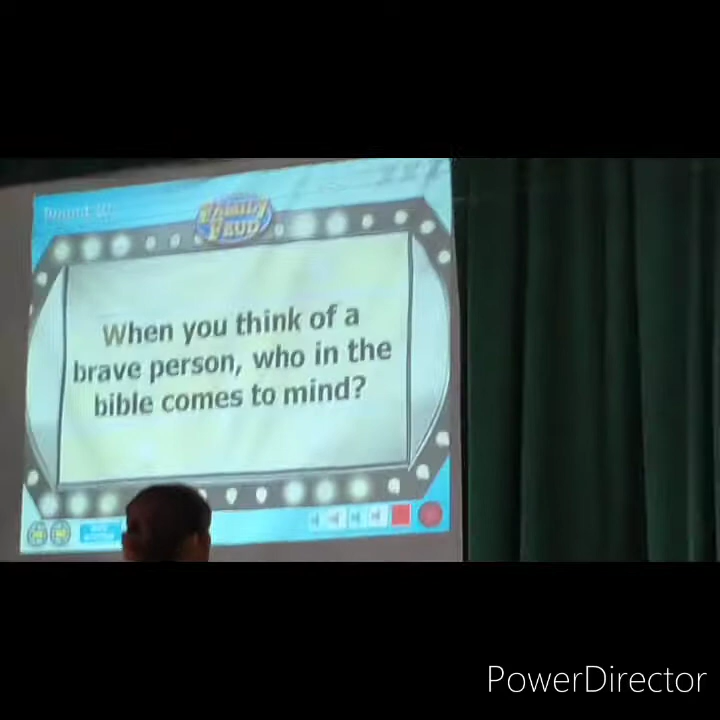 FAMILY
FEUD
When you think of a
brave person, who in the
bible comes to mind?
PowerDirector